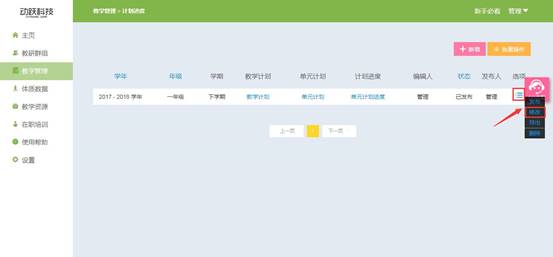 动跃科技
教学管理 > 计划进度
新手必看 管理
主页
教研群组
教学管理
体质数据
教学资源
在职培训
使用帮助
设置
+ 新增
+ 批量操作
学年 年级 学期 教学计划 单元计划 计划进度 编辑人 状态 发布人 选项
2017 - 2018 学年 一年级 下学期 教学计划 单元计划 单元计划进度 管理 已发布 管理
发布
修改
导出
删除
上一页 1 下一页